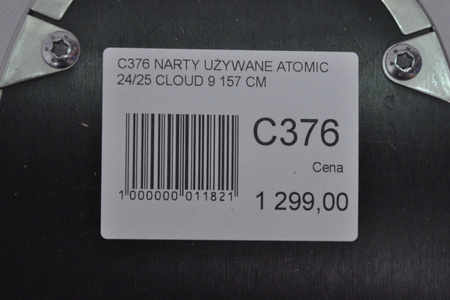 C376 NARTY UŻYWANE ATOMIC
24/25 CLOUD 9 157 CM
C376
Cena
1 000000 011821
1 299,00